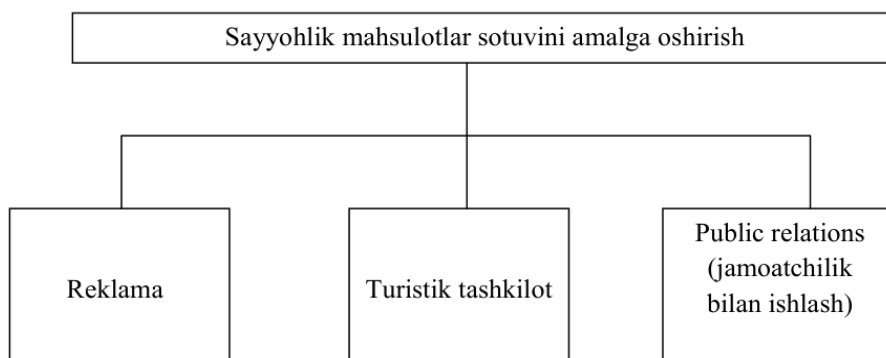 Sayyohlik mahsulotlar sotuvini amalga oshirish
Reklama
Turistik tashkilot
Public relations
(jamoatchilik
bilan ishlash)